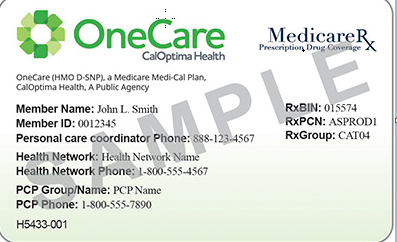 OneCare
CalOptima Health
MedicareRx
Prescription Drug Coverage
OneCare (HMO D-SNP), a Medicare Medi-Cal Plan,
CalOptima Health, A Public Agency
Member Name: John L. Smith
Member ID: 0012345
Personal care coordinator Phone: 888-123-4567
RxBIN: 015574
RxPCN: ASPROD1
RxGroup: CAT04
Health Network: Health Network Name
Health Network Phone: 1-800-555-4567
PCP Group/Name: PCP Name
PCP Phone: 1-800-555-7890
H5433-001
SAMPLE